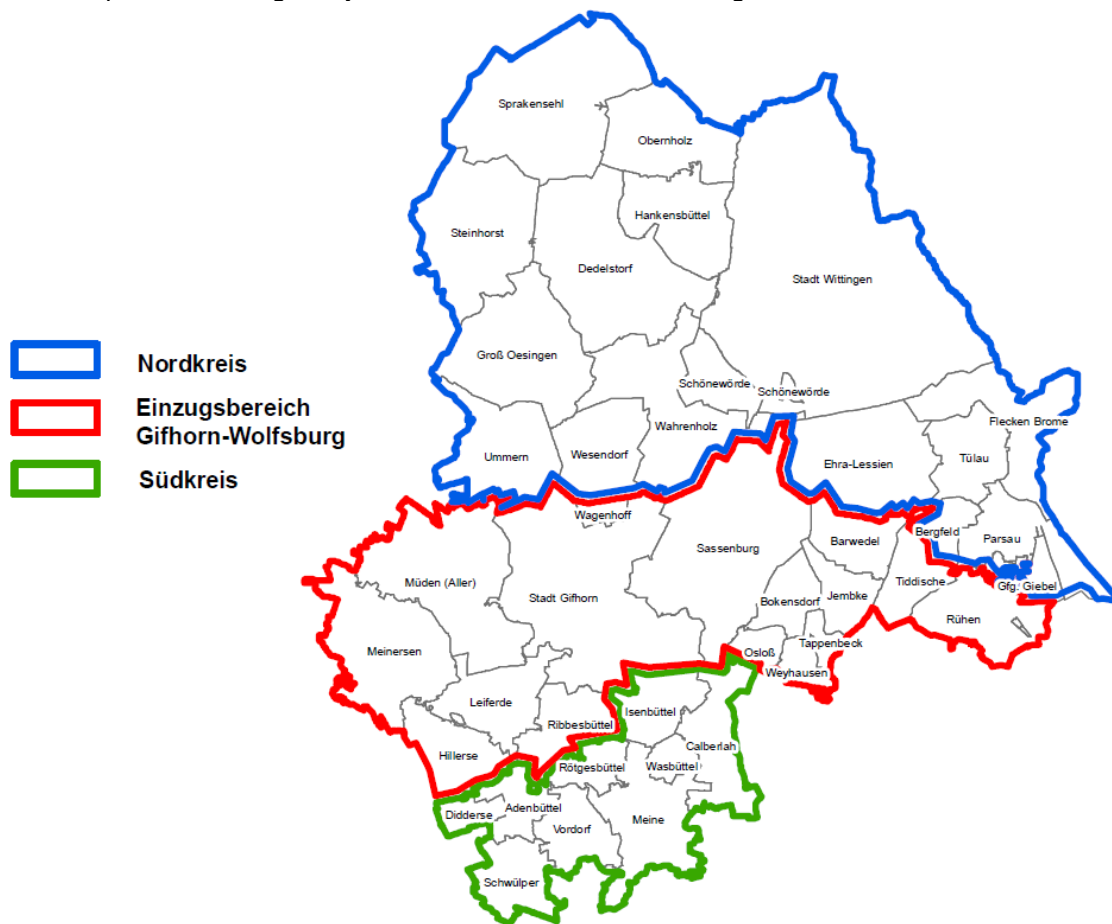 Sprakensehl
Obernholz
Hankensbüttel
Steinhorst
Dedelstorf
Stadt Wittingen
Groß Oesingen
Schönewörde
Schönewörde
Wahrenholz
Flecken Brome
Ummern
Wesendorf
Ehra-Lessien
Tülau
Nordkreis
Einzugsbereich
Gifhorn-Wolfsburg
Südkreis
Wagenhoff
Bergfeld
Parsau
Sassenburg
Barwedel
Müden (Aller)
Stadt Gifhorn
Tiddische
Gfg. Giebel
Bokensdorf
Jembke
Rühen
Meinersen
Tappenbeck
Osloß
Weyhausen
Leiferde
Ribbesbüttel
Isenbüttel
Hillerse
Calberlah
Rötgesbüttel
Wasbüttel
Didderse
Adenbüttel
Vordorf
Meine
Schwülper